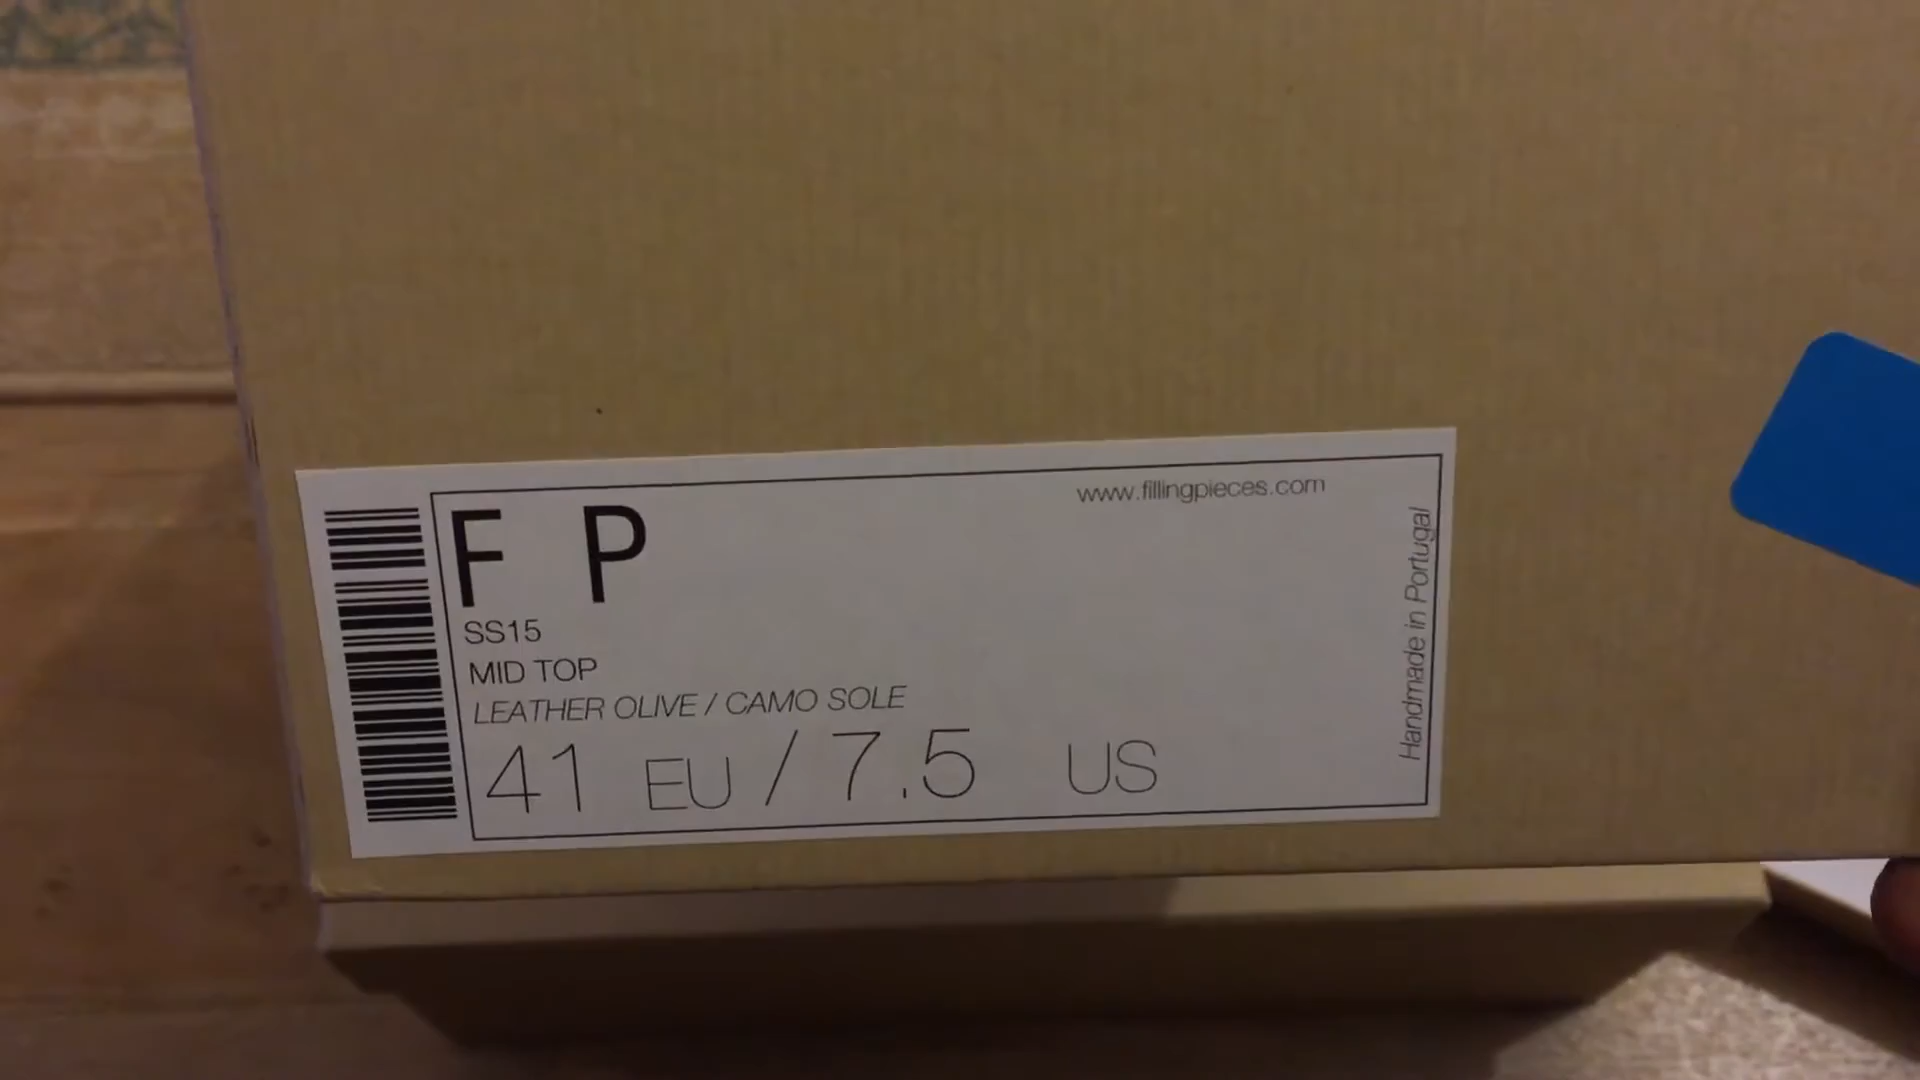 F P
www.fillingpieces.com
SS15
MID TOP
LEATHER OLIVE / CAMO SOLE
41 EU / 7.5 US
Handmade in Portugal